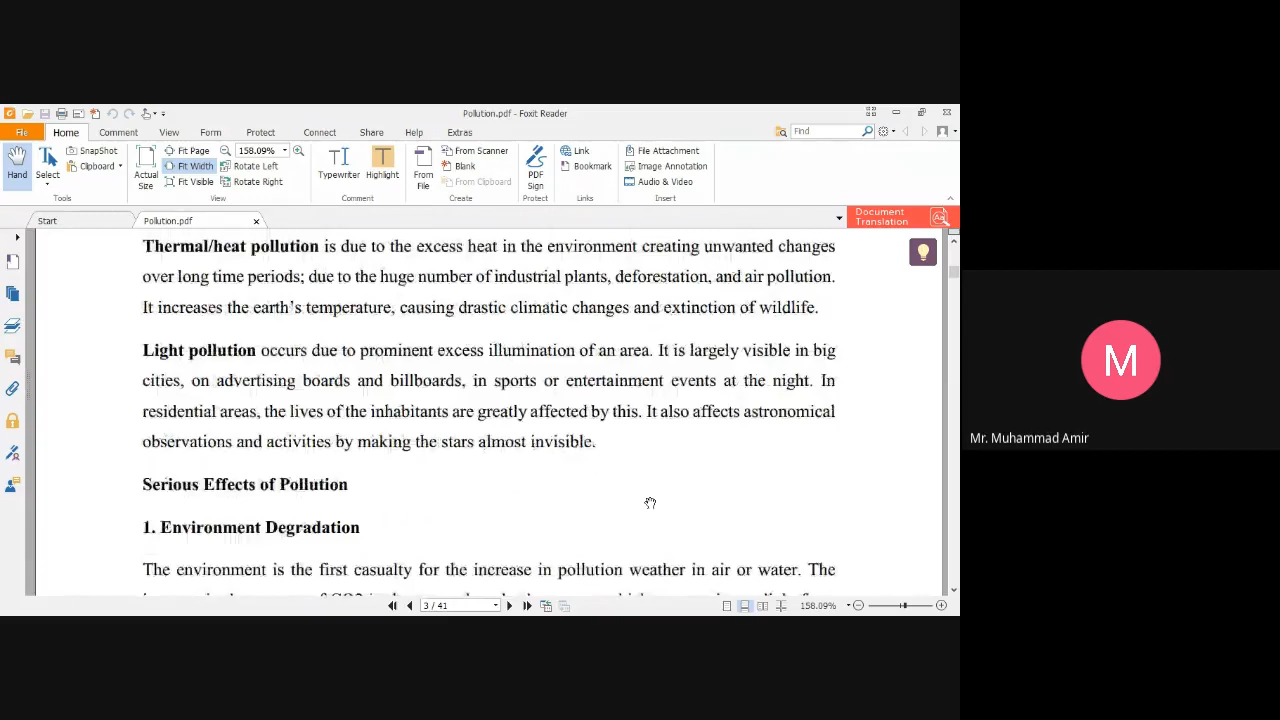 Pollution.pdf - Foxit Reader
File Home Comment View Form Protect Connect Share Help Extras Find
Hand
Select
SnapShot
Clipboard
Tools
Actual Size
Fit Page
Fit Width
Fit Visible
158.09%
Rotate Left
Rotate Right
View
Typewriter
Highlight
Comment
From File
From Scanner
Blank
From Clipboard
Create
PDF Sign
Protect
Link
Bookmark
Links
File Attachment
Image Annotation
Audio & Video
Insert
Start
Pollution.pdf
Document Translation
Thermal/heat pollution is due to the excess heat in the environment creating unwanted changes
over long time periods; due to the huge number of industrial plants, deforestation, and air pollution.
It increases the earth's temperature, causing drastic climatic changes and extinction of wildlife.
Light pollution occurs due to prominent excess illumination of an area. It is largely visible in big
cities, on advertising boards and billboards, in sports or entertainment events at the night. In
residential areas, the lives of the inhabitants are greatly affected by this. It also affects astronomical
observations and activities by making the stars almost invisible.
Serious Effects of Pollution
1. Environment Degradation
The environment is the first casualty for the increase in pollution weather in air or water. The
3 / 41
158.09%
M
Mr. Muhammad Amir